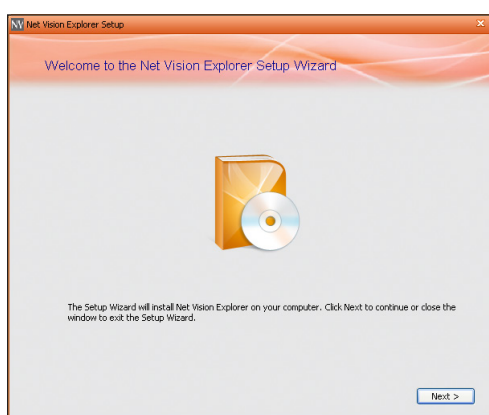 NV Net Vision Explorer Setup
Welcome to the Net Vision Explorer Setup Wizard
The Setup Wizard will install Net Vision Explorer on your computer. Click Next to continue or close the
window to exit the Setup Wizard.
Next >